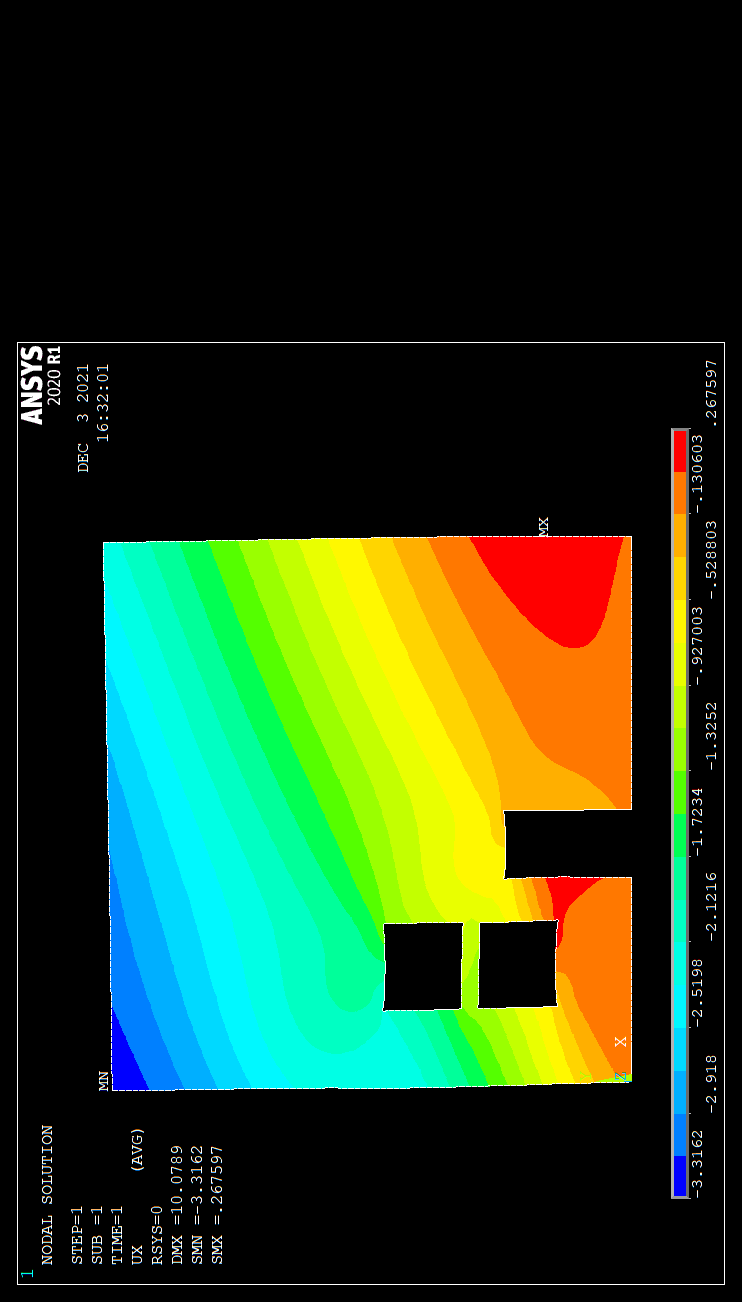 1
NODAL SOLUTION
STEP=1
SUB =1
TIME=1
UX (AVG)
RSYS=0
DMX =10.0789
SMN =-3.3162
SMX =.267597
ANSYS
2020 R1
DEC 3 2021
16:32:01
MN
MX
X
Z
-3.3162
-2.918
-2.5198
-2.1216
-1.7234
-1.3252
-.927003
-.528803
-.130603
.267597